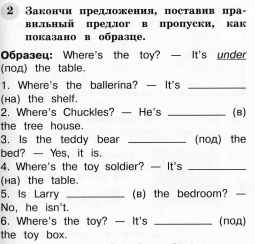 2 Закончи предложения, поставив пра-
вильный предлог в пропуски, как
показано в образце.
Образец: Where's the toy? — It's under
(под) the table.
1. Where's the ballerina? — It's ________
(на) the shelf.
2. Where's Chuckles? — He's ________ (в)
the tree house.
3. Is the teddy bear ________ (под) the
bed? — Yes, it is.
4. Where's the toy soldier? — It's ________
(на) the table.
5. Is Larry ________ (в) the bedroom? —
No, he isn't.
6. Where's the toy? — It's ________ (под)
the toy box.